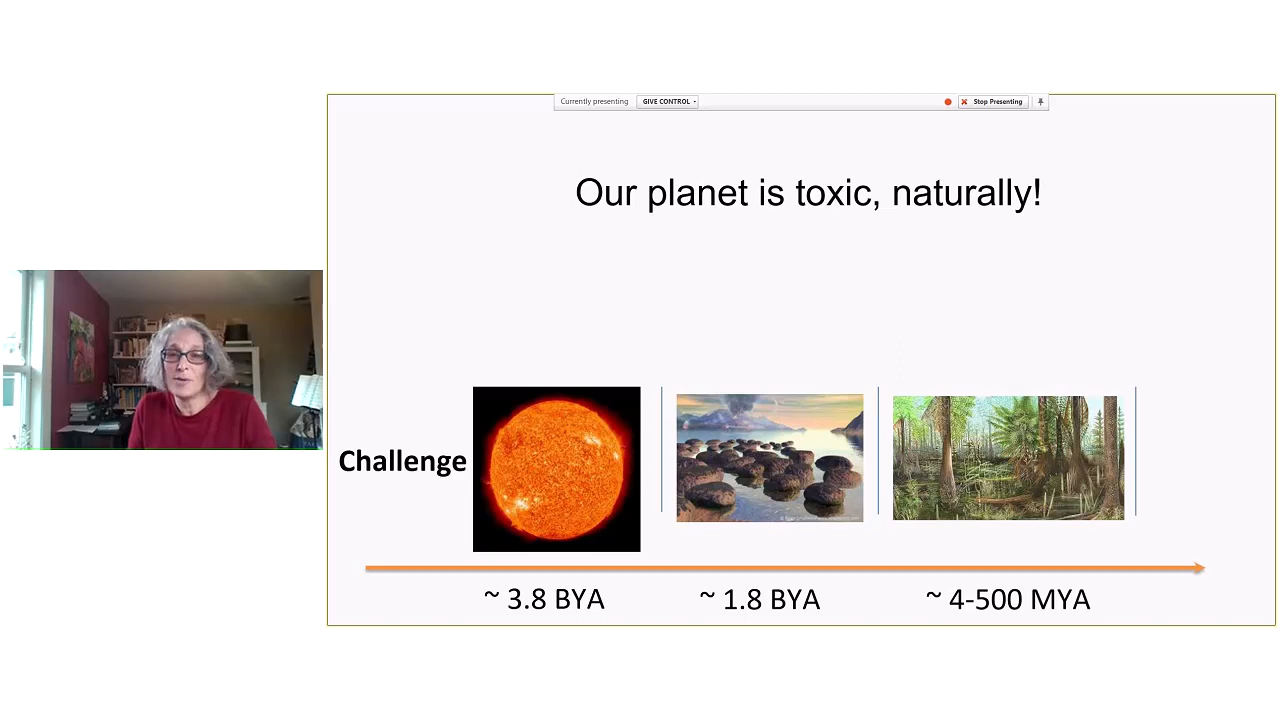 Currently presenting GIVE CONTROL Stop Presenting
Our planet is toxic, naturally!
Challenge
~ 3.8 BYA ~ 1.8 BYA ~ 4-500 MYA